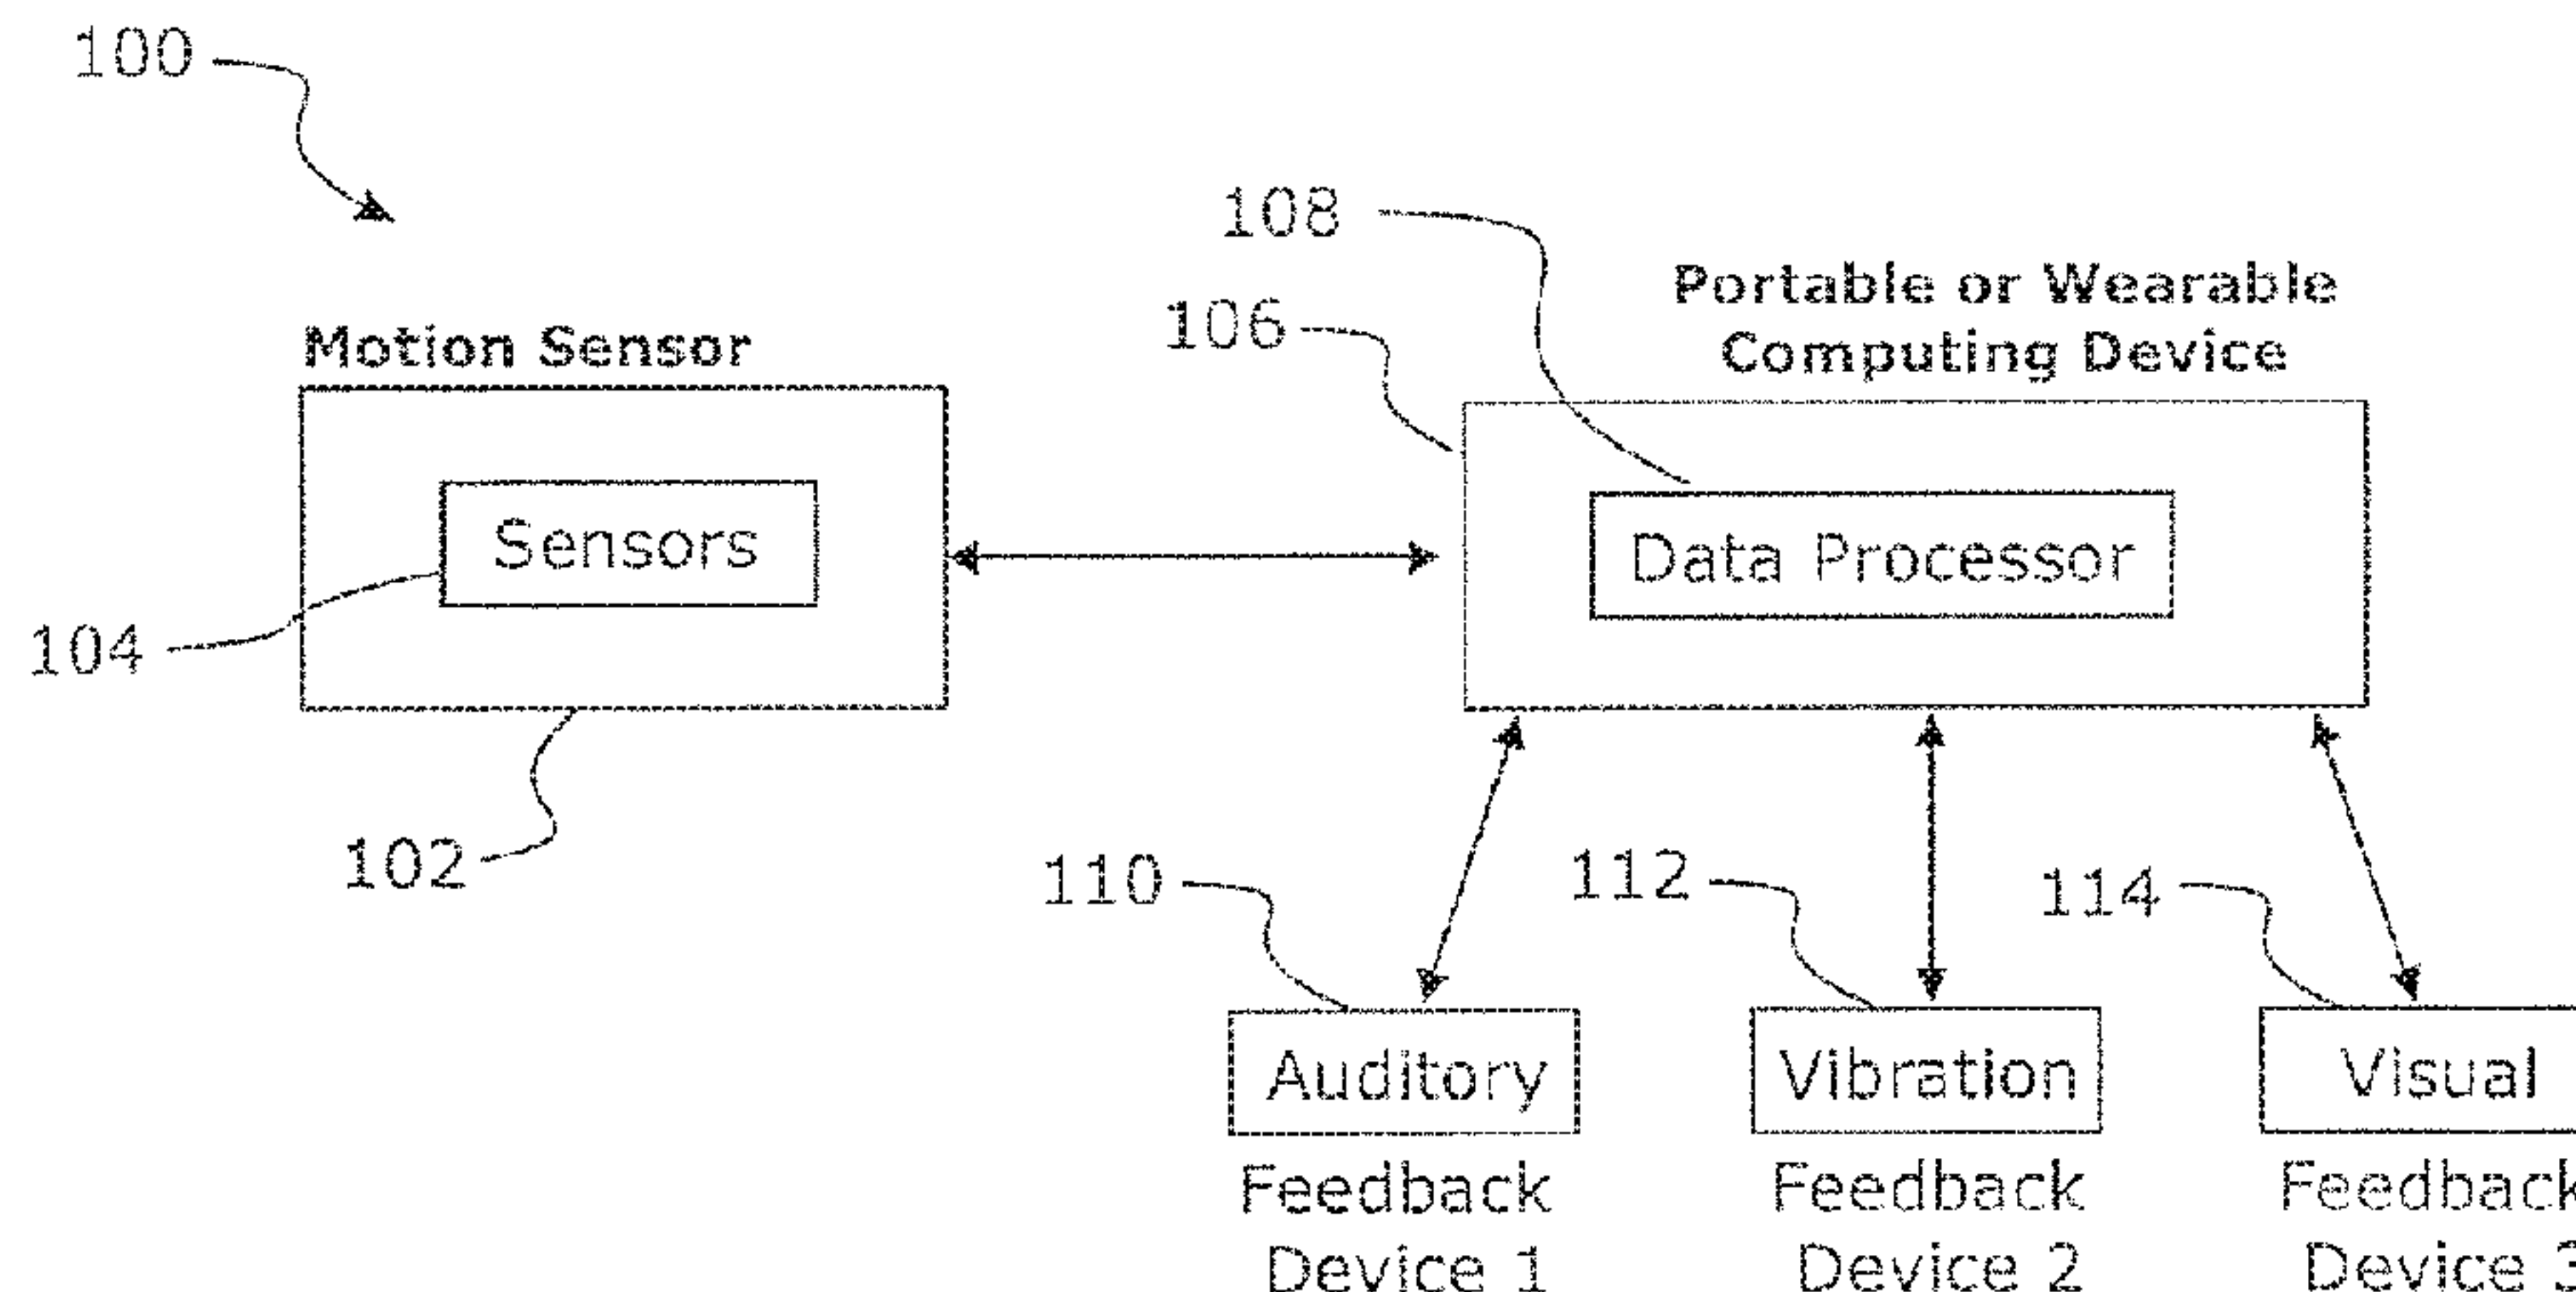 100
108
Portable or Wearable
106
Computing Device
Motion Sensor
Sensors
Data Processor
104
102
110
112
114
Auditory
Vibration
Visual
Feedback
Feedback
Feedback
Device 1
Device 2
Device 3